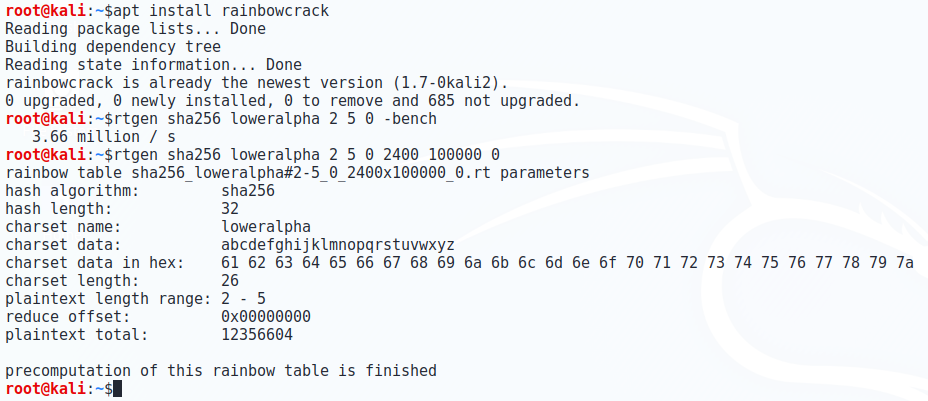 root@kali:~$apt install rainbowcrack
Reading package lists... Done
Building dependency tree
Reading state information... Done
rainbowcrack is already the newest version (1.7-0kali2).
0 upgraded, 0 newly installed, 0 to remove and 685 not upgraded.
root@kali:~$rtgen sha256 loweralpha 2 5 0 -bench
   3.66 million / s
root@kali:~$rtgen sha256 loweralpha 2 5 0 2400 100000 0
rainbow table sha256_loweralpha#2-5_0_2400x100000_0.rt parameters
hash algorithm:         sha256
hash length:            32
charset name:           loweralpha
charset data:           abcdefghijklmnopqrstuvwxyz
charset data in hex:    61 62 63 64 65 66 67 68 69 6a 6b 6c 6d 6e 6f 70 71 72 73 74 75 76 77 78 79 7a
charset length:         26
plaintext length range: 2 - 5
reduce offset:          0x00000000
plaintext total:        12356604
precomputation of this rainbow table is finished
root@kali:~$